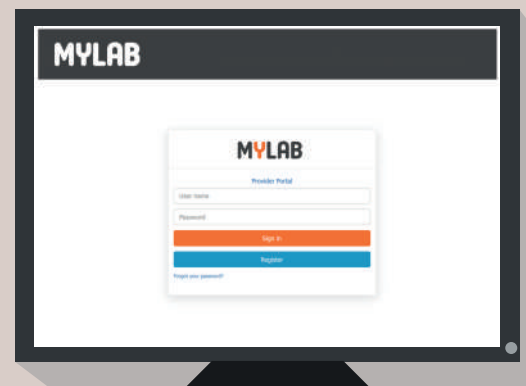 MYLAB
MYLAB
Provider Portal
User name
Password
Sign in
Register
Forgot your password?